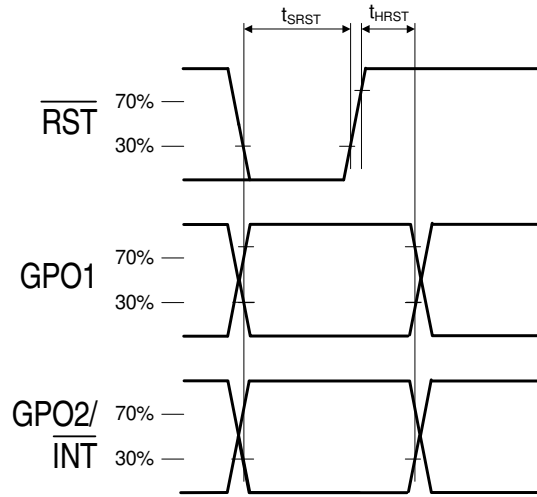 tSRST
tHRST
RST
70%
30%
GPO1
70%
30%
GPO2/
INT
70%
30%